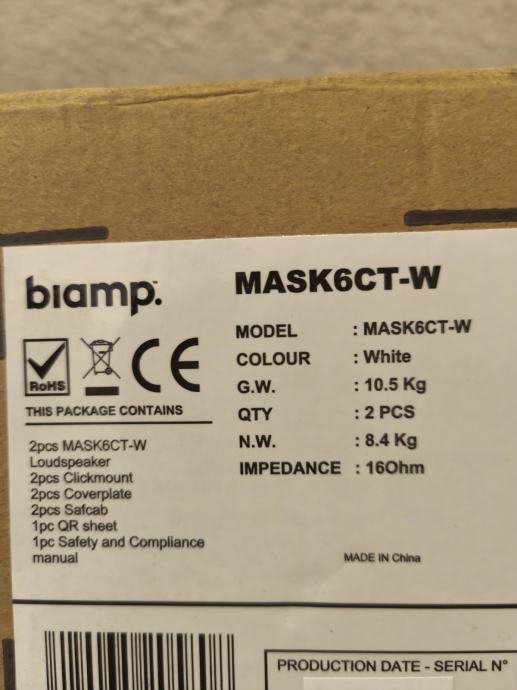 biamp.
MASK6CT-W
MODEL : MASK6CT-W
COLOUR : White
G.W. : 10.5 Kg
QTY : 2 PCS
N.W. : 8.4 Kg
IMPEDANCE : 16Ohm
RoHS
CE
THIS PACKAGE CONTAINS
2pcs MASK6CT-W
Loudspeaker
2pcs Clickmount
2pcs Coverplate
2pcs Safcab
1pc QR sheet
1pc Safety and Compliance
manual
MADE IN China
PRODUCTION DATE - SERIAL N°